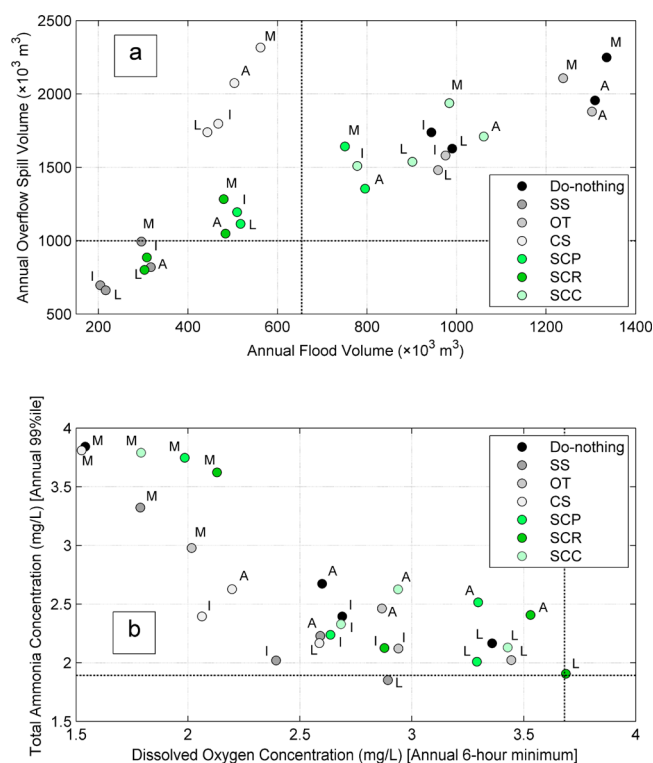 a
Annual Overflow Spill Volume (×10³ m³)
2500
2000
1500
1000
500
M
A
I
L
M
M
M
A
A
M
A
I
L
I
L
I
L
M
I
A
M
I
A
L
M
I
A
L
I
L
Do-nothing
SS
OT
CS
SCP
SCR
SCC
200 400 600 800 1000 1200 1400
Annual Flood Volume (×10³ m³)
b
Total Ammonia Concentration (mg/L) [Annual 99%ile]
4
3.5
3
2.5
2
1.5
M
M
M
M
M
M
M
A
A
A
A
A
A
A
I
I
I
I
I
I
I
L
L
L
L
L
L
L
Do-nothing
SS
OT
CS
SCP
SCR
SCC
1.5 2 2.5 3 3.5 4
Dissolved Oxygen Concentration (mg/L) [Annual 6-hour minimum]